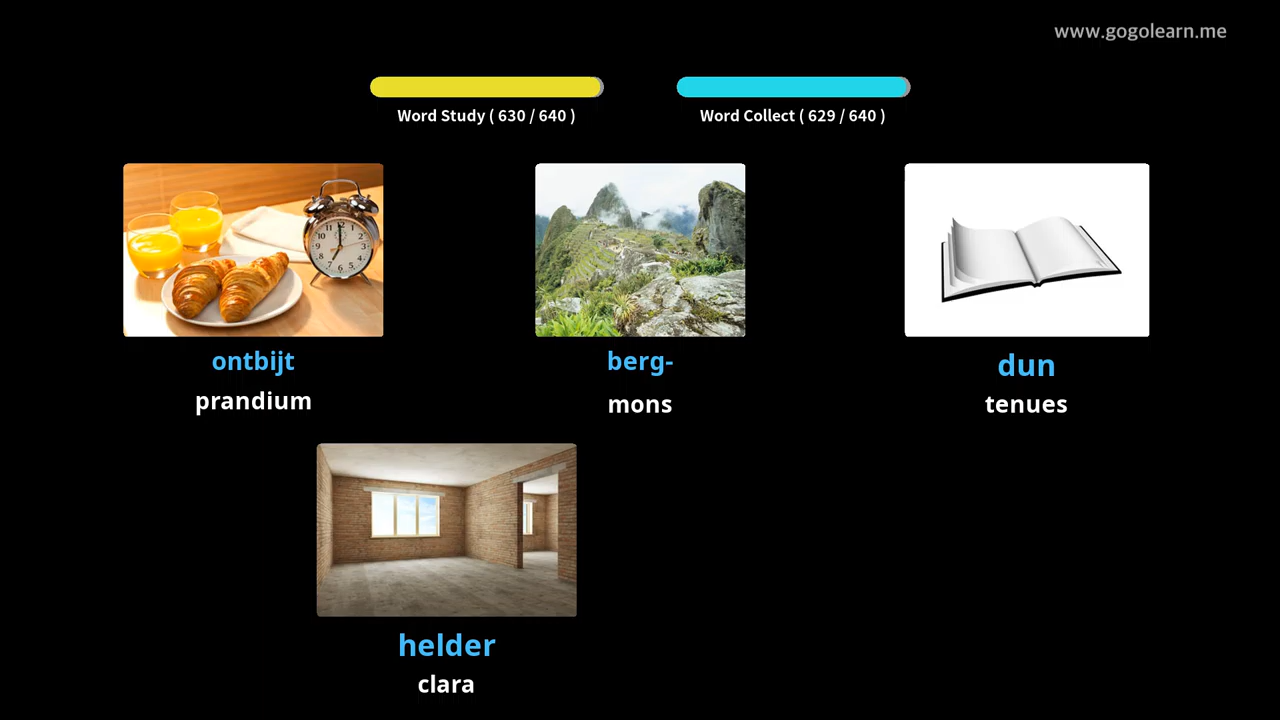 www.gogolearn.me
Word Study ( 630 / 640 )
Word Collect ( 629 / 640 )
ontbijt
prandium
berg-
mons
dun
tenues
helder
clara